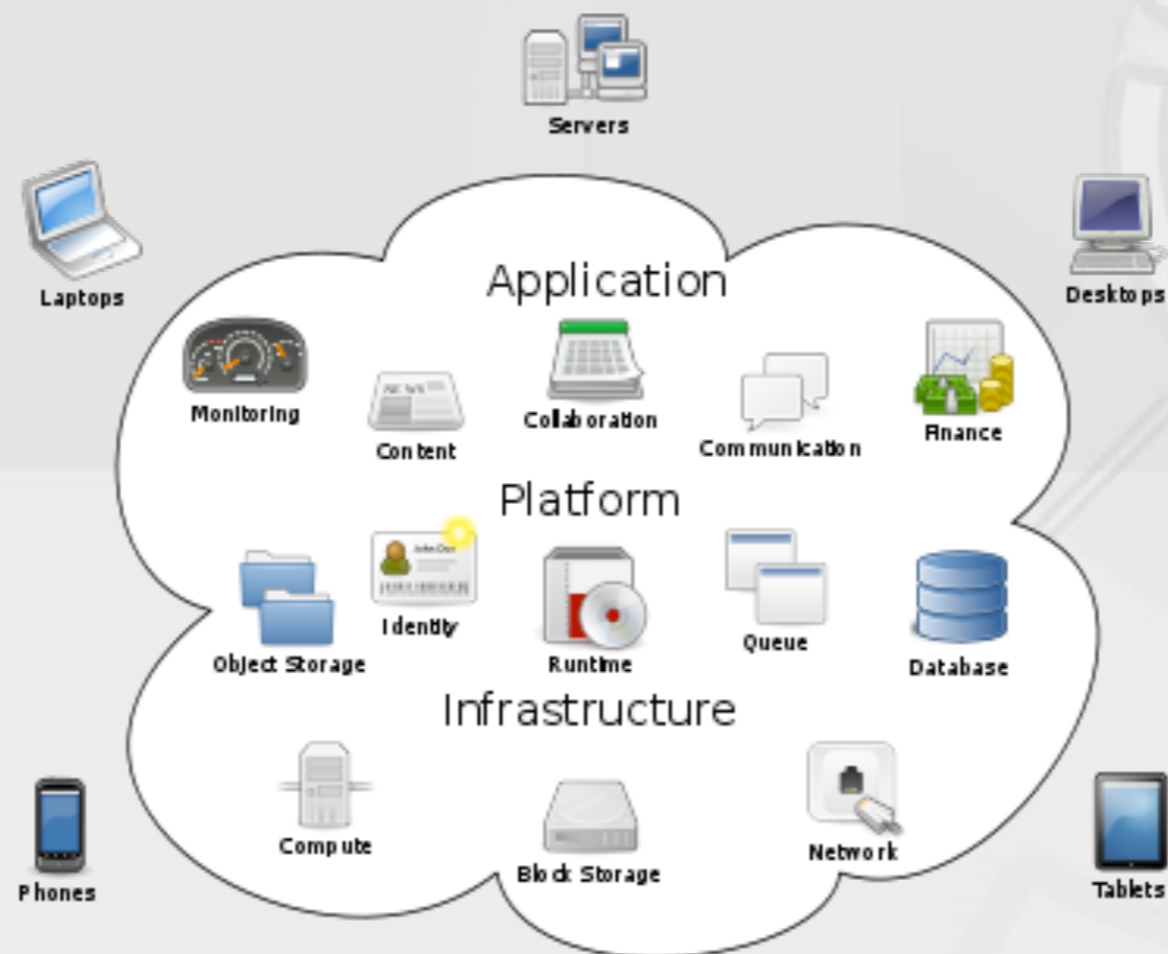 Servers
Laptops
Desktops
Application
Monitoring
Content
Collaboration
Communication
Finance
Platform
Object Storage
Identity
Runtime
Queue
Database
Infrastructure
Compute
Block Storage
Network
Phones
Tablets
NEWS